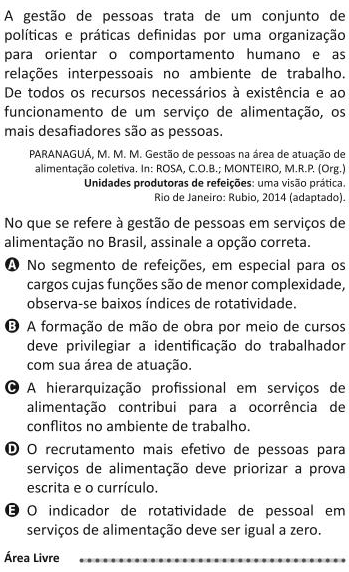 A gestão de pessoas trata de um conjunto de
políticas e práticas definidas por uma organização
para orientar o comportamento humano e as
relações interpessoais no ambiente de trabalho.
De todos os recursos necessários à existência e ao
funcionamento de um serviço de alimentação, os
mais desafiadores são as pessoas.
PARANAGUÁ, M. M. M. Gestão de pessoas na área de atuação de
alimentação coletiva. In: ROSA, C.O.B.; MONTEIRO, M.R.P. (Org.)
Unidades produtoras de refeições: uma visão prática.
Rio de Janeiro: Rubio, 2014 (adaptado).
No que se refere à gestão de pessoas em serviços de
alimentação no Brasil, assinale a opção correta.
A No segmento de refeições, em especial para os
cargos cujas funções são de menor complexidade,
observa-se baixos índices de rotatividade.
B A formação de mão de obra por meio de cursos
deve privilegiar a identificação do trabalhador
com sua área de atuação.
C A hierarquização profissional em serviços de
alimentação contribui para a ocorrência de
conflitos no ambiente de trabalho.
D O recrutamento mais efetivo de pessoas para
serviços de alimentação deve priorizar a prova
escrita e o currículo.
E O indicador de rotatividade de pessoal em
serviços de alimentação deve ser igual a zero.
Área Livre